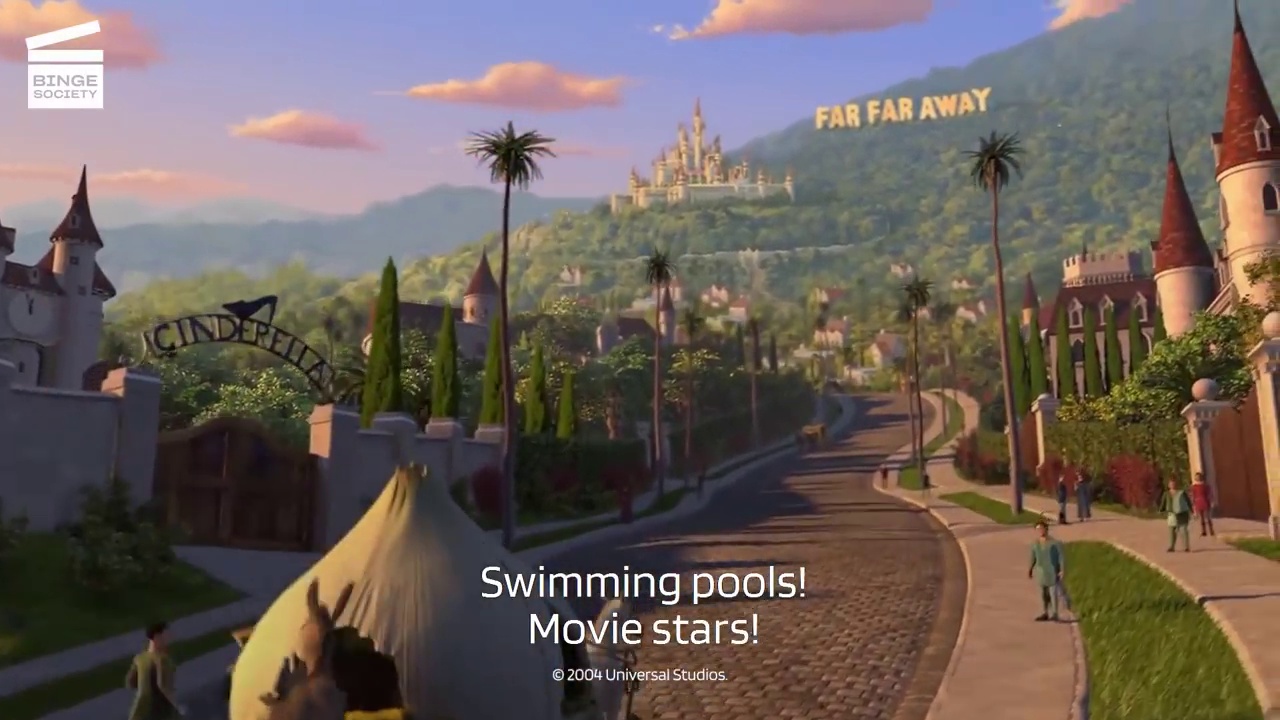 BINGE
SOCIETY
FAR FAR AWAY
CINDERELLA
Swimming pools!
Movie stars!
© 2004 Universal Studios.